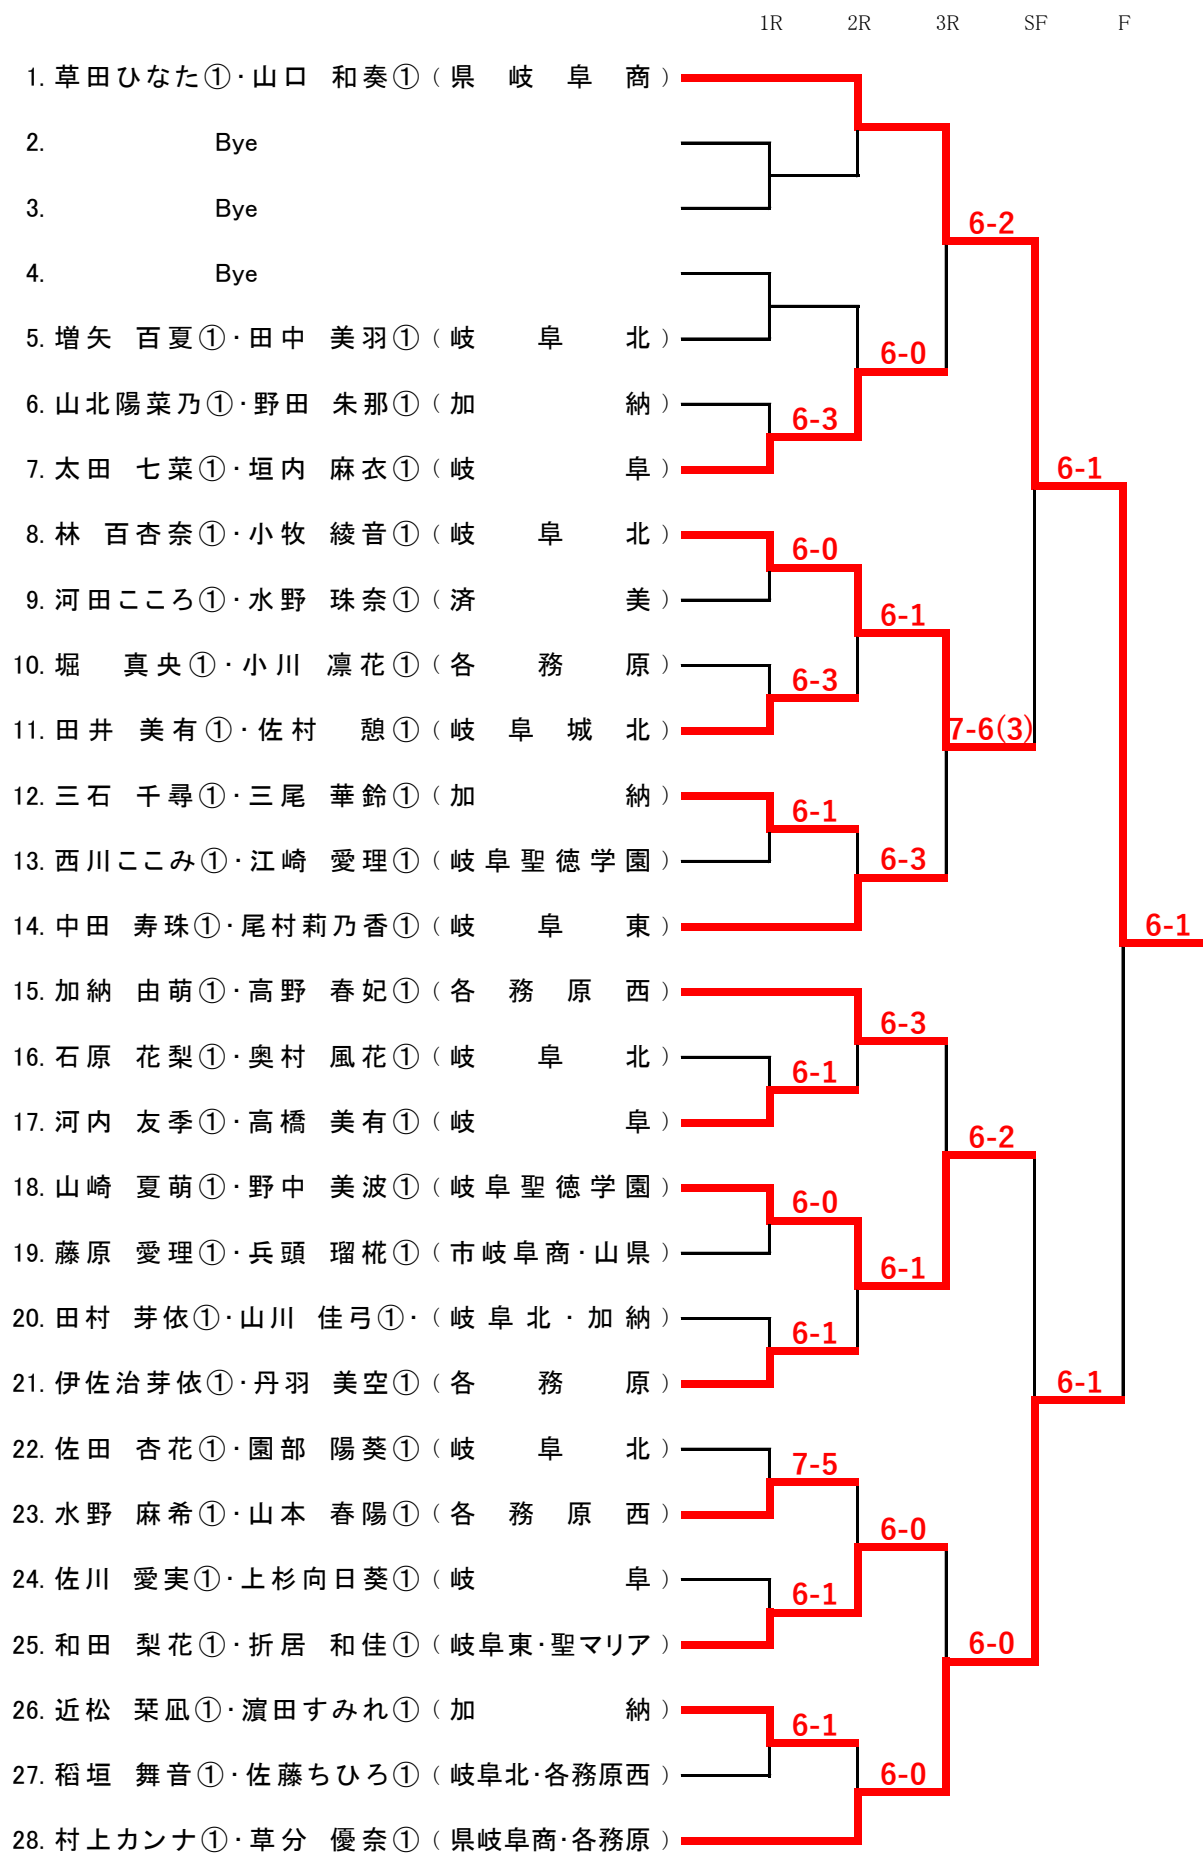 1R 2R 3R SF F
1. 草田ひなた①・山口 和奏① （県岐阜商）
2. Bye
3. Bye
6-2
4. Bye
5. 増矢 百夏①・田中 美羽① （岐阜北）
6-0
6. 山北陽菜乃①・野田 朱那① （加納）
6-3
7. 太田 七菜①・垣内 麻衣① （岐阜）
6-1
8. 林 百杏奈①・小牧 綾音① （岐阜北）
6-0
9. 河田こころ①・水野 珠奈① （済美）
6-1
10. 堀 真央①・小川 凛花① （各務原）
6-3
11. 田井 美有①・佐村 憩① （岐阜城北）
7-6(3)
12. 三石 千尋①・三尾 華鈴① （加納）
6-1
13. 西川ここみ①・江崎 愛理① （岐阜聖徳学園）
6-3
14. 中田 寿珠①・尾村莉乃香① （岐阜東）
6-1
15. 加納 由萌①・高野 春妃① （各務原西）
6-3
16. 石原 花梨①・奥村 風花① （岐阜北）
6-1
17. 河内 友季①・高橋 美有① （岐阜）
6-2
18. 山崎 夏萌①・野中 美波① （岐阜聖徳学園）
6-0
19. 藤原 愛理①・兵頭 瑠椛① （市岐阜商・山県）
6-1
20. 田村 芽依①・山川 佳弓①・ （岐阜北・加納）
6-1
21. 伊佐治芽依①・丹羽 美空① （各務原）
6-1
22. 佐田 杏花①・園部 陽葵① （岐阜北）
7-5
23. 水野 麻希①・山本 春陽① （各務原西）
6-0
24. 佐川 愛実①・上杉向日葵① （岐阜）
6-1
25. 和田 梨花①・折居 和佳① （岐阜東・聖マリア）
6-0
26. 近松 栞凪①・濵田すみれ① （加納）
6-1
27. 稲垣 舞音①・佐藤ちひろ① （岐阜北・各務原西）
6-0
28. 村上カンナ①・草分 優奈① （県岐阜商・各務原）